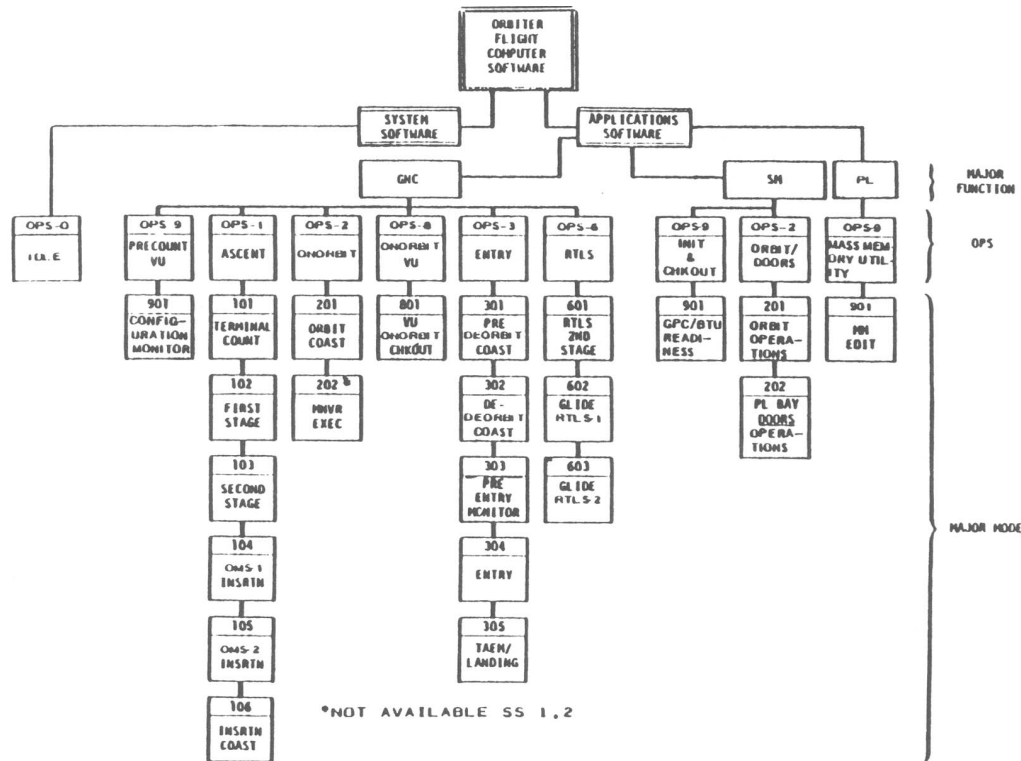 ORBITER
FLIGHT
COMPUTER
SOFTWARE
SYSTEM
SOFTWARE
APPLICATIONS
SOFTWARE
GNC
SM
PL
MAJOR
FUNCTION
OPS-0
IDLE
OPS 9
PRECOUNT
VU
OPS-1
ASCENT
OPS-2
ONORBIT
OPS-8
ONORBIT
VU
OPS-3
ENTRY
OPS-6
RTLS
OPS-9
INIT
&
CHKOUT
OPS-2
ORBIT/
DOORS
OPS-9
MASS MEM-
ORY UTIL-
ITY
OPS
901
CONFIG-
URATION
MONITOR
101
TERMINAL
COUNT
201
ORBIT
COAST
801
VU
ONORBIT
CHKOUT
301
PRE
DEORBIT
COAST
601
RTLS
2ND
STAGE
901
GPC/BTU
READI-
NESS
201
ORBIT
OPERA-
TIONS
901
MM
EDIT
102
FIRST
STAGE
202*
MNVR
EXEC
302
DE-
DEORBIT
COAST
602
GLIDE
RTLS-1
202
PL BAY
DOORS
OPERA-
TIONS
103
SECOND
STAGE
303
PRE
ENTRY
MONITOR
603
GLIDE
RTLS-2
MAJOR MODE
104
OMS-1
INSRTN
304
ENTRY
105
OMS-2
INSRTN
305
TAEM/
LANDING
106
INSRTN
COAST
*NOT AVAILABLE SS 1,2